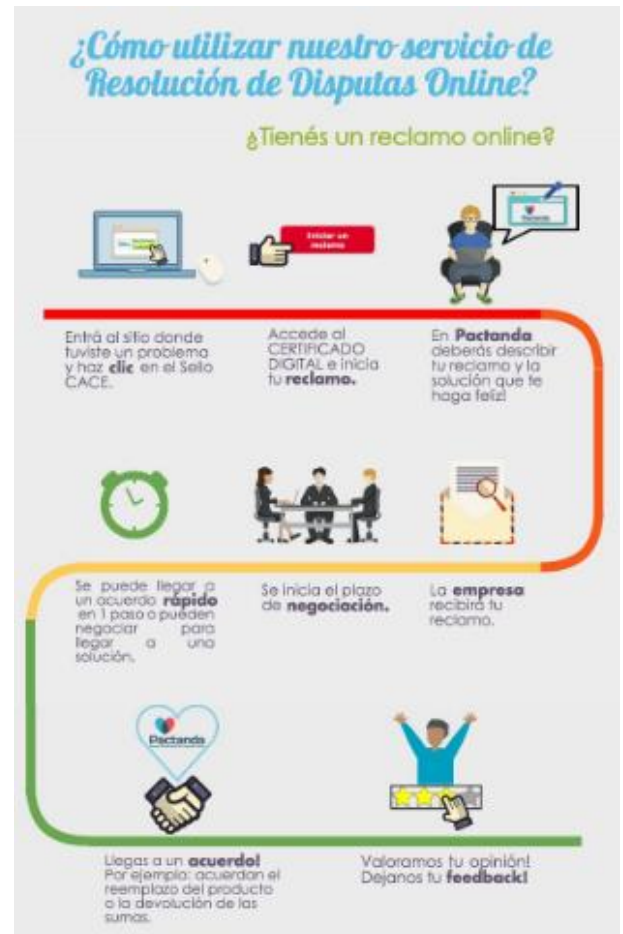 ¿Cómo utilizar nuestro servicio de
Resolución de Disputas Online?
¿Tienés un reclamo online?
Iniciar un
reclamo
Pactanda
Entrá al sitio donde
tuviste un problema
y haz clic en el Sello
CACE.
Accede al
CERTIFICADO
DIGITAL e inicia
tu reclamo.
En Pactanda
deberás describir
tu reclamo y la
solución que te
haga feliz!
Se puede llegar a
un acuerdo rápido
en 1 paso o pueden
negociar para
llegar a una
solución.
Se inicia el plazo
de negociación.
La empresa
recibirá tu
reclamo.
Pactanda
Llegas a un acuerdo!
Por ejemplo: acuerdan el
reemplazo del producto
o la devolución de las
sumas.
Valoramos tu opinión!
Dejanos tu feedback!